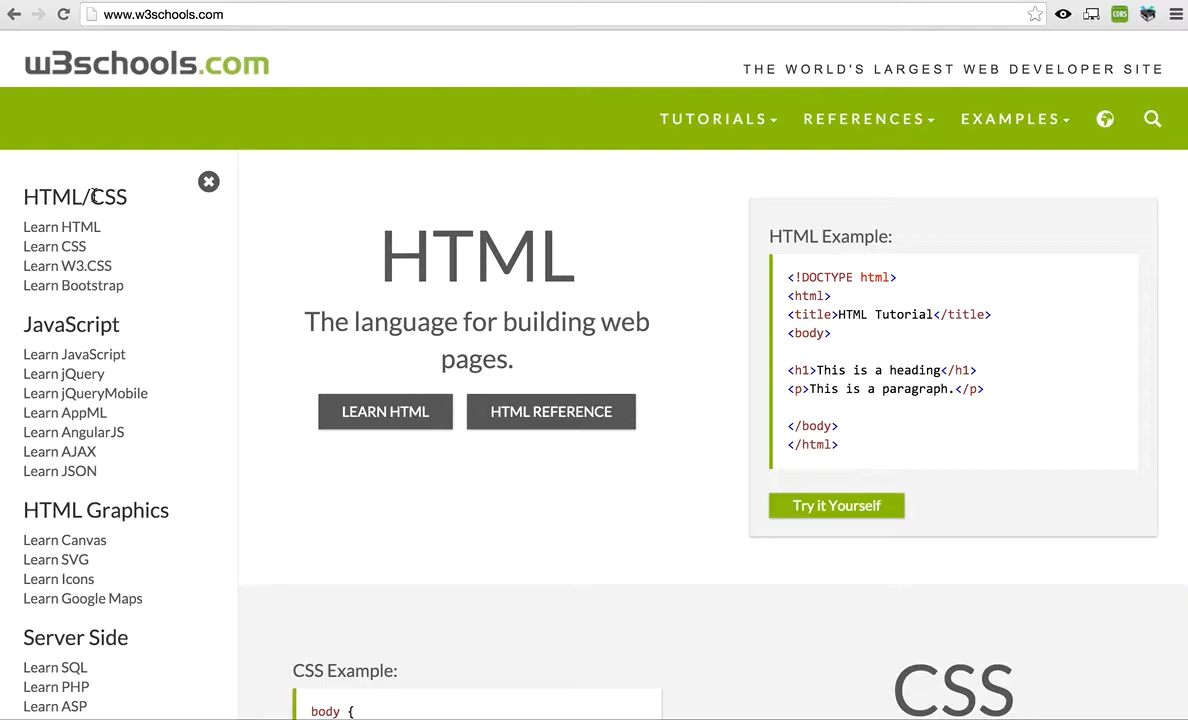 www.w3schools.com
CORS
w3schools.com
THE WORLD'S LARGEST WEB DEVELOPER SITE
TUTORIALS
REFERENCES
EXAMPLES
HTML/CSS
Learn HTML
Learn CSS
Learn W3.CSS
Learn Bootstrap
JavaScript
Learn JavaScript
Learn jQuery
Learn jQueryMobile
Learn AppML
Learn AngularJS
Learn AJAX
Learn JSON
HTML Graphics
Learn Canvas
Learn SVG
Learn Icons
Learn Google Maps
Server Side
Learn SQL
Learn PHP
Learn ASP
HTML
The language for building web
pages.
LEARN HTML
HTML REFERENCE
HTML Example:
<!DOCTYPE html>
<html>
<title>HTML Tutorial</title>
<body>
<h1>This is a heading</h1>
<p>This is a paragraph.</p>
</body>
</html>
Try it Yourself
CSS Example:
body {
CSS